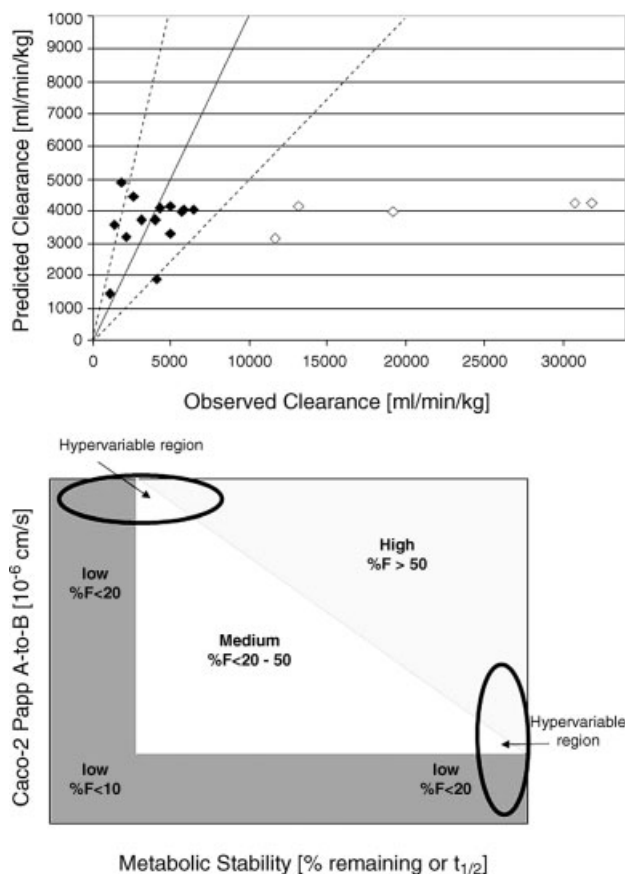 1000
9000
8000
7000
6000
5000
4000
3000
2000
1000
0
Predicted Clearance [ml/min/kg]
0 5000 10000 15000 20000 25000 30000
Observed Clearance [ml/min/kg]
Hypervariable region
High
%F > 50
low
%F<20
Medium
%F<20 - 50
Hypervariable
region
low
%F<10
low
%F<20
Caco-2 Papp A-to-B [10-6 cm/s]
Metabolic Stability [% remaining or t1/2]